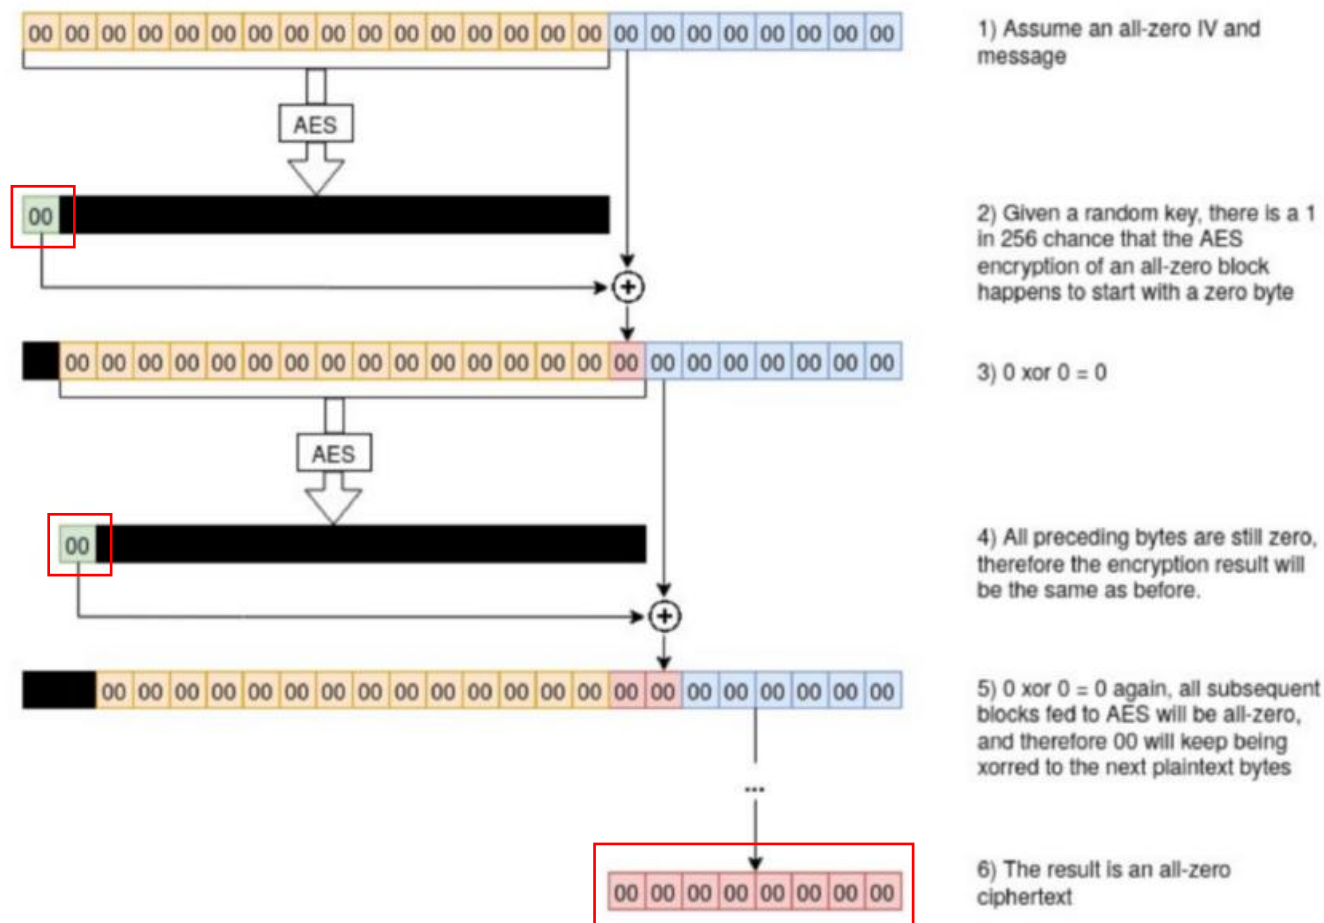 00 00 00 00 00 00 00 00 00 00 00 00 00 00 00 00 00 00 00 00 00 00 00 00
1) Assume an all-zero IV and
message
AES
00
2) Given a random key, there is a 1
in 256 chance that the AES
encryption of an all-zero block
happens to start with a zero byte
00 00 00 00 00 00 00 00 00 00 00 00 00 00 00 00 00 00 00 00 00 00 00
3) 0 xor 0 = 0
AES
00
4) All preceding bytes are still zero,
therefore the encryption result will
be the same as before.
00 00 00 00 00 00 00 00 00 00 00 00 00 00 00 00 00 00 00 00 00 00
5) 0 xor 0 = 0 again, all subsequent
blocks fed to AES will be all-zero,
and therefore 00 will keep being
xorred to the next plaintext bytes
...
00 00 00 00 00 00 00 00
6) The result is an all-zero
ciphertext